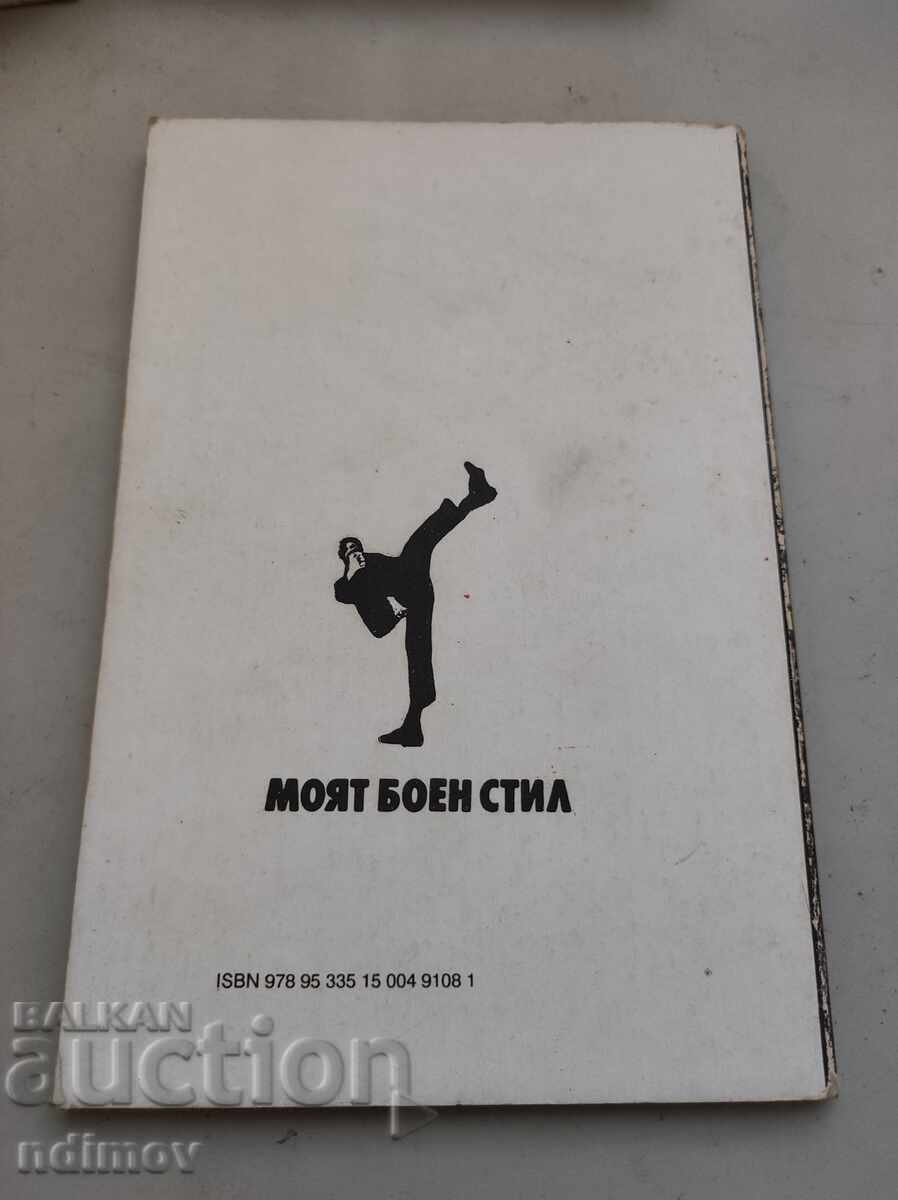 МОЯТ БОЕН СТИЛ
ISBN 978 95 335 15 004 9108 1
BALKAN
auction
ndimov